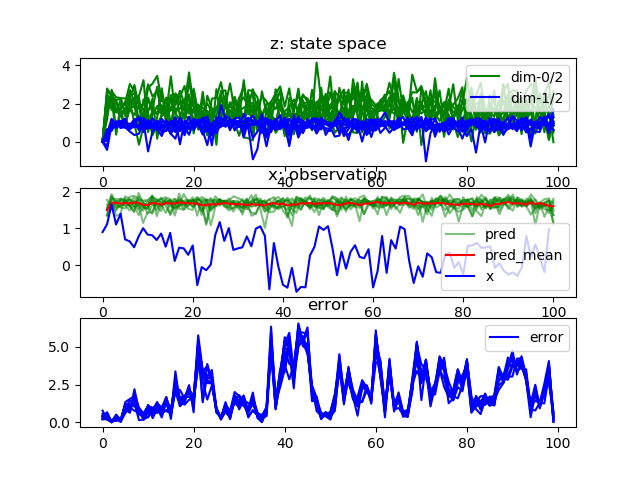 z: state space
4
2
0
dim-0/2
dim-1/2
0 20 40 60 80 100
x: observation
2
1
0
pred
pred_mean
x
0 20 40 60 80 100
error
5.0
2.5
0.0
error
0 20 40 60 80 100